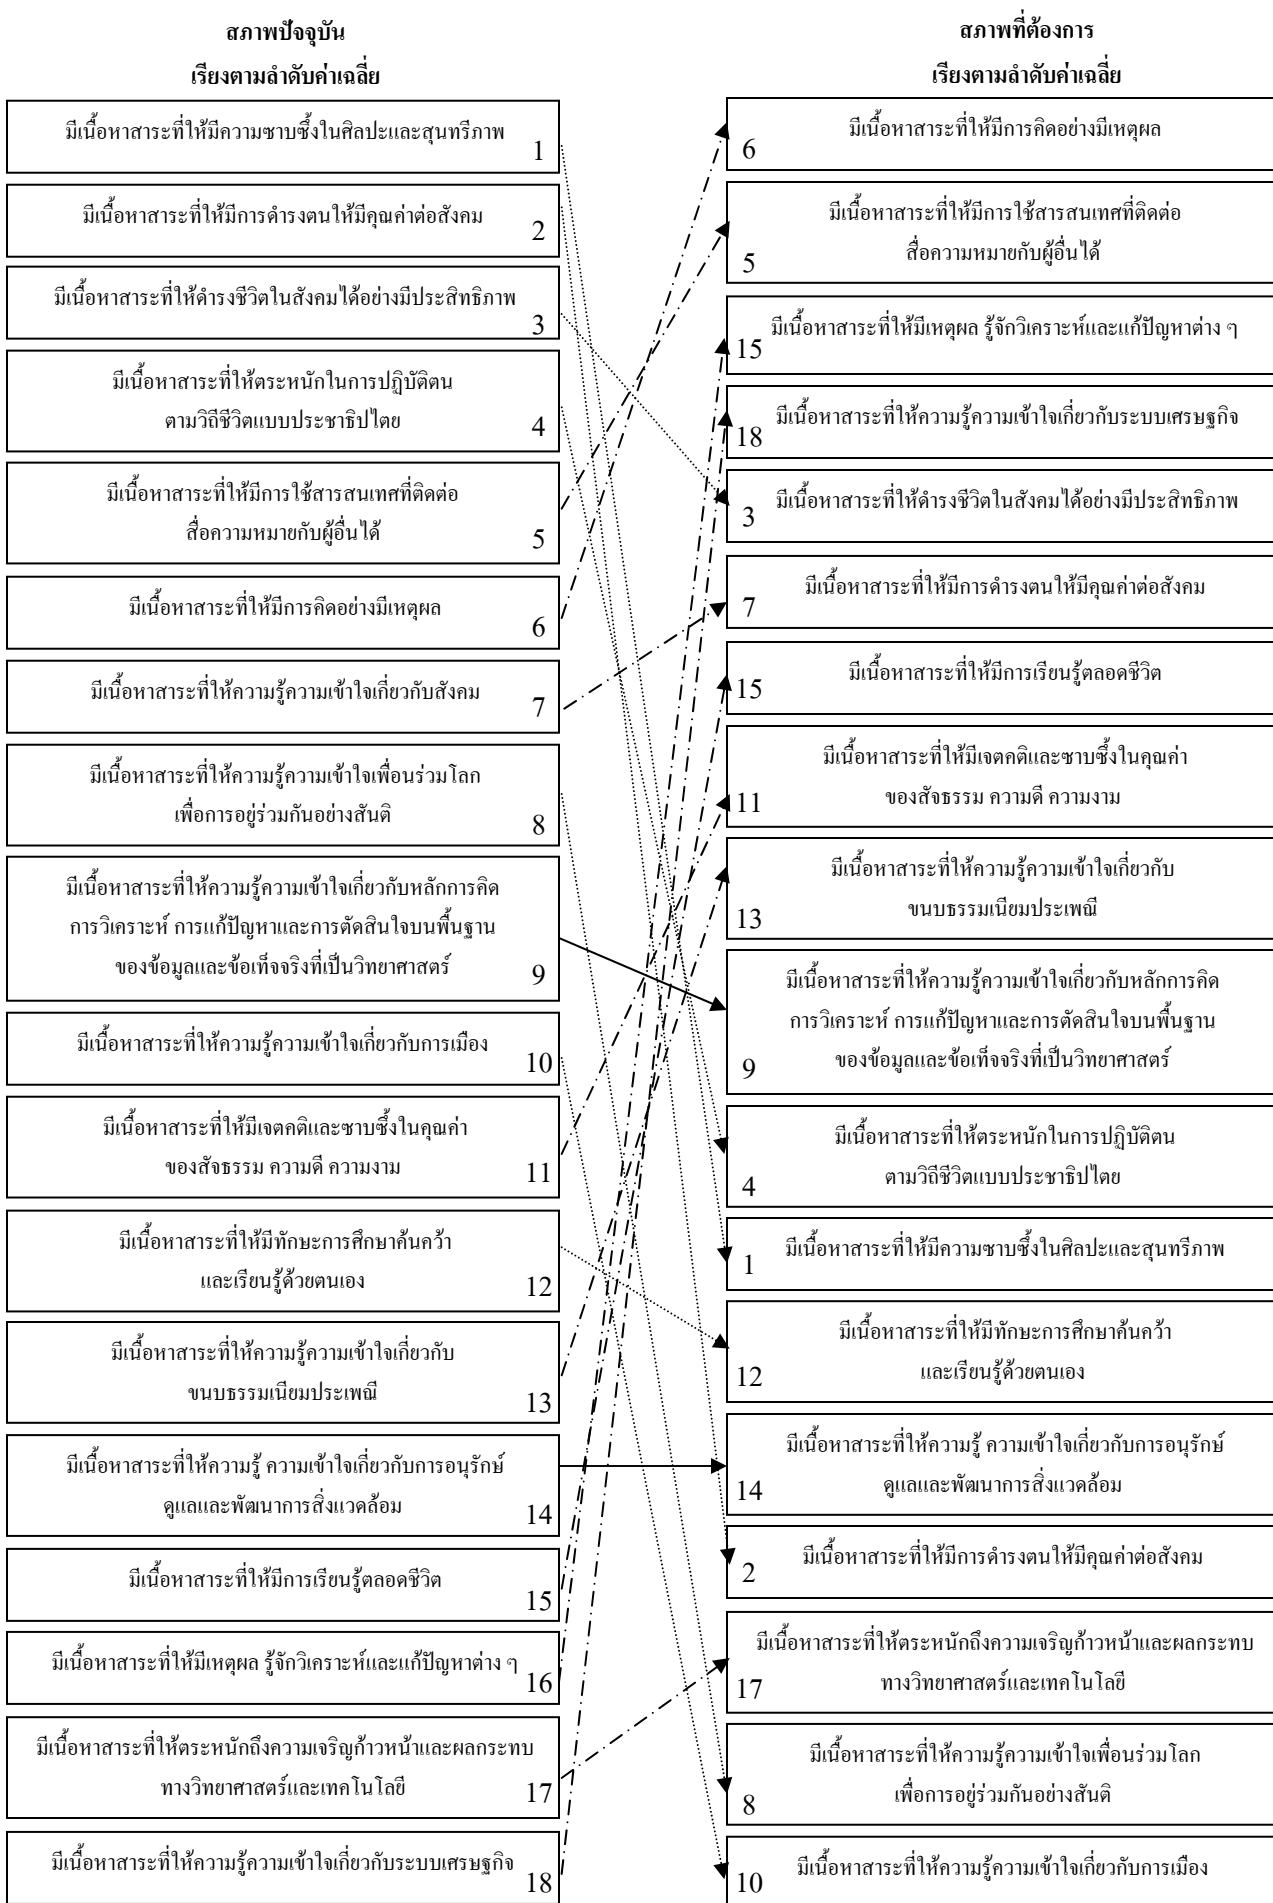 สภาพปัจจุบัน
เรียงตามลำดับค่าเฉลี่ย
มีเนื้อหาสาระที่ให้มีความซาบซึ้งในศิลปะและสุนทรีภาพ
1
มีเนื้อหาสาระที่ให้มีการดำรงตนให้มีคุณค่าต่อสังคม
2
มีเนื้อหาสาระที่ให้ดำรงชีวิตในสังคมได้อย่างมีประสิทธิภาพ
3
มีเนื้อหาสาระที่ให้ตระหนักในการปฏิบัติตน
ตามวิถีชีวิตแบบประชาธิปไตย
4
มีเนื้อหาสาระที่ให้มีการใช้สารสนเทศที่ติดต่อ
สื่อความหมายกับผู้อื่นได้
5
มีเนื้อหาสาระที่ให้มีการคิดอย่างมีเหตุผล
6
มีเนื้อหาสาระที่ให้ความรู้ความเข้าใจเกี่ยวกับสังคม
7
มีเนื้อหาสาระที่ให้ความรู้ความเข้าใจเพื่อนร่วมโลก
เพื่อการอยู่ร่วมกันอย่างสันติ
8
มีเนื้อหาสาระที่ให้ความรู้ความเข้าใจเกี่ยวกับหลักการคิด
การวิเคราะห์ การแก้ปัญหาและการตัดสินใจบนพื้นฐาน
ของข้อมูลและข้อเท็จจริงที่เป็นวิทยาศาสตร์
9
มีเนื้อหาสาระที่ให้ความรู้ความเข้าใจเกี่ยวกับการเมือง
10
มีเนื้อหาสาระที่ให้มีเจตคติและซาบซึ้งในคุณค่า
ของสัจธรรม ความดี ความงาม
11
มีเนื้อหาสาระที่ให้มีทักษะการศึกษาค้นคว้า
และเรียนรู้ด้วยตนเอง
12
มีเนื้อหาสาระที่ให้ความรู้ความเข้าใจเกี่ยวกับ
ขนบธรรมเนียมประเพณี
13
มีเนื้อหาสาระที่ให้ความรู้ ความเข้าใจเกี่ยวกับการอนุรักษ์
ดูแลและพัฒนาการสิ่งแวดล้อม
14
มีเนื้อหาสาระที่ให้มีการเรียนรู้ตลอดชีวิต
15
มีเนื้อหาสาระที่ให้มีเหตุผล รู้จักวิเคราะห์และแก้ปัญหาต่าง ๆ
16
มีเนื้อหาสาระที่ให้ตระหนักถึงความเจริญก้าวหน้าและผลกระทบ
ทางวิทยาศาสตร์และเทคโนโลยี
17
มีเนื้อหาสาระที่ให้ความรู้ความเข้าใจเกี่ยวกับระบบเศรษฐกิจ
18
สภาพที่ต้องการ
เรียงตามลำดับค่าเฉลี่ย
มีเนื้อหาสาระที่ให้มีการคิดอย่างมีเหตุผล
6
มีเนื้อหาสาระที่ให้มีการใช้สารสนเทศที่ติดต่อ
สื่อความหมายกับผู้อื่นได้
5
มีเนื้อหาสาระที่ให้มีเหตุผล รู้จักวิเคราะห์และแก้ปัญหาต่าง ๆ
15
มีเนื้อหาสาระที่ให้ความรู้ความเข้าใจเกี่ยวกับระบบเศรษฐกิจ
18
มีเนื้อหาสาระที่ให้ดำรงชีวิตในสังคมได้อย่างมีประสิทธิภาพ
3
มีเนื้อหาสาระที่ให้มีการดำรงตนให้มีคุณค่าต่อสังคม
7
มีเนื้อหาสาระที่ให้มีการเรียนรู้ตลอดชีวิต
15
มีเนื้อหาสาระที่ให้มีเจตคติและซาบซึ้งในคุณค่า
ของสัจธรรม ความดี ความงาม
11
มีเนื้อหาสาระที่ให้ความรู้ความเข้าใจเกี่ยวกับ
ขนบธรรมเนียมประเพณี
13
มีเนื้อหาสาระที่ให้ความรู้ความเข้าใจเกี่ยวกับหลักการคิด
การวิเคราะห์ การแก้ปัญหาและการตัดสินใจบนพื้นฐาน
ของข้อมูลและข้อเท็จจริงที่เป็นวิทยาศาสตร์
9
มีเนื้อหาสาระที่ให้ตระหนักในการปฏิบัติตน
ตามวิถีชีวิตแบบประชาธิปไตย
4
มีเนื้อหาสาระที่ให้มีความซาบซึ้งในศิลปะและสุนทรีภาพ
1
มีเนื้อหาสาระที่ให้มีทักษะการศึกษาค้นคว้า
และเรียนรู้ด้วยตนเอง
12
มีเนื้อหาสาระที่ให้ความรู้ ความเข้าใจเกี่ยวกับการอนุรักษ์
ดูแลและพัฒนาการสิ่งแวดล้อม
14
มีเนื้อหาสาระที่ให้มีการดำรงตนให้มีคุณค่าต่อสังคม
2
มีเนื้อหาสาระที่ให้ตระหนักถึงความเจริญก้าวหน้าและผลกระทบ
ทางวิทยาศาสตร์และเทคโนโลยี
17
มีเนื้อหาสาระที่ให้ความรู้ความเข้าใจเพื่อนร่วมโลก
เพื่อการอยู่ร่วมกันอย่างสันติ
8
มีเนื้อหาสาระที่ให้ความรู้ความเข้าใจเกี่ยวกับการเมือง
10